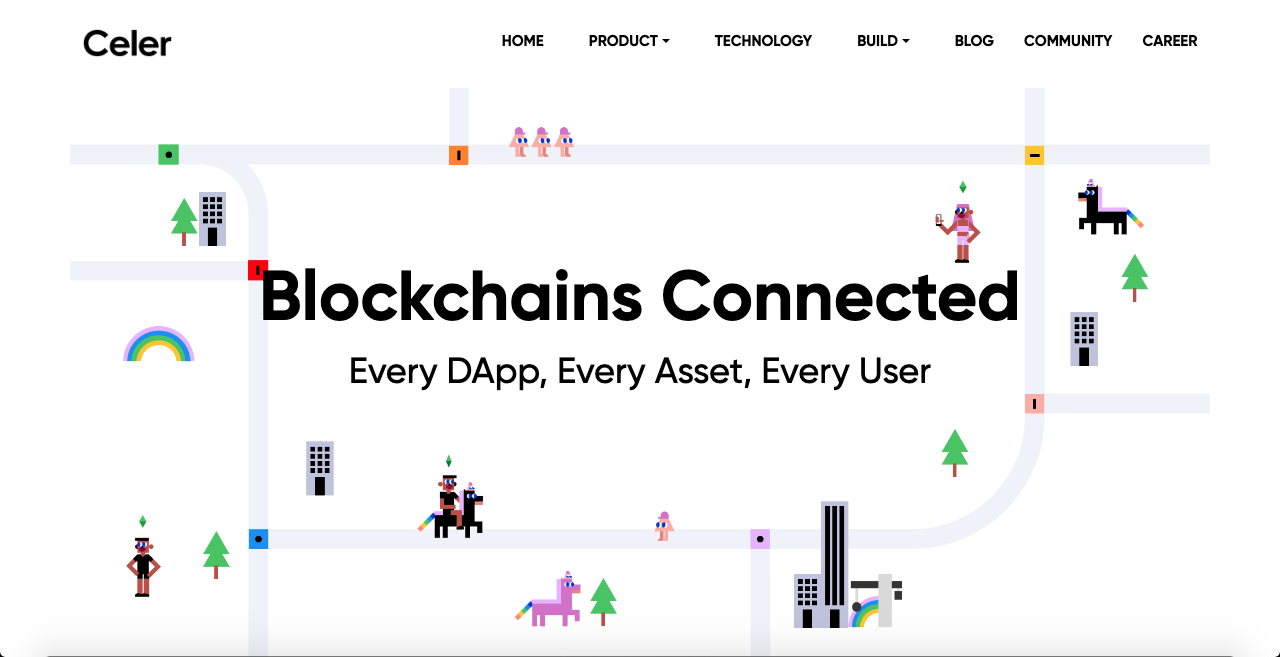 Celer
HOME PRODUCT TECHNOLOGY BUILD BLOG COMMUNITY CAREER
Blockchains Connected
Every DApp, Every Asset, Every User